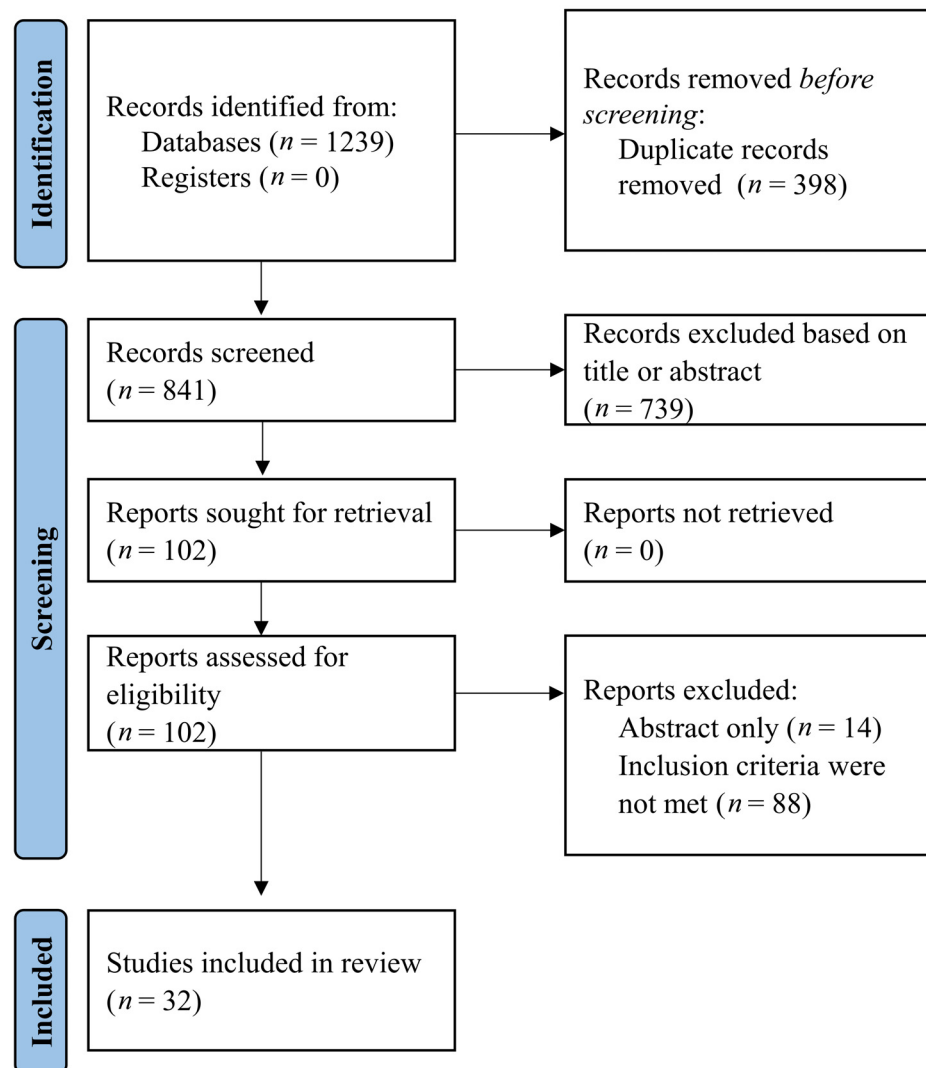 Identification
Records identified from:
Databases (n = 1239)
Registers (n = 0)
Records removed before
screening:
Duplicate records
removed (n = 398)
Screening
Records screened
(n = 841)
Records excluded based on
title or abstract
(n = 739)
Reports sought for retrieval
(n = 102)
Reports not retrieved
(n = 0)
Reports assessed for
eligibility
(n = 102)
Reports excluded:
Abstract only (n = 14)
Inclusion criteria were
not met (n = 88)
Included
Studies included in review
(n = 32)